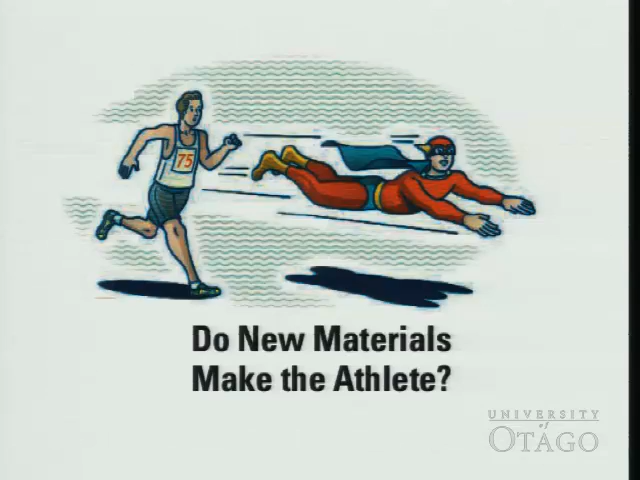 75
Do New Materials
Make the Athlete?
UNIVERSITY
of
OTAGO